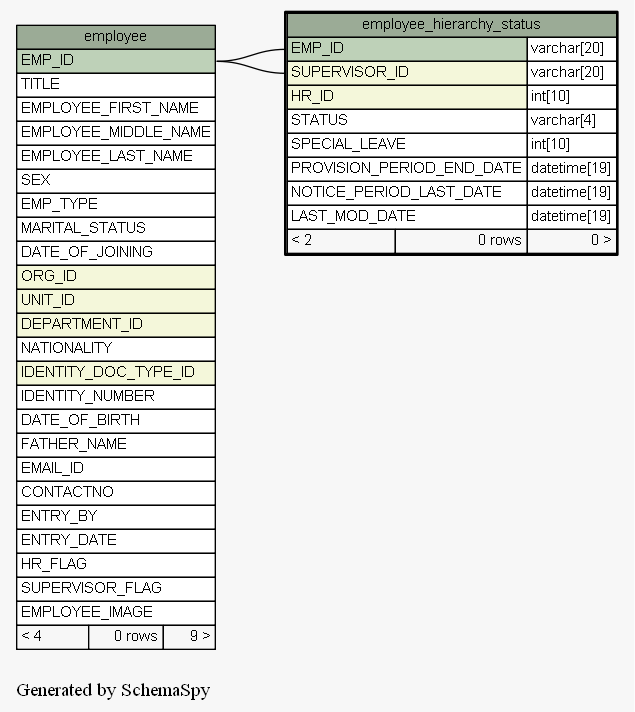 employee
EMP_ID
TITLE
EMPLOYEE_FIRST_NAME
EMPLOYEE_MIDDLE_NAME
EMPLOYEE_LAST_NAME
SEX
EMP_TYPE
MARITAL_STATUS
DATE_OF_JOINING
ORG_ID
UNIT_ID
DEPARTMENT_ID
NATIONALITY
IDENTITY_DOC_TYPE_ID
IDENTITY_NUMBER
DATE_OF_BIRTH
FATHER_NAME
EMAIL_ID
CONTACTNO
ENTRY_BY
ENTRY_DATE
HR_FLAG
SUPERVISOR_FLAG
EMPLOYEE_IMAGE
< 4 0 rows 9 >
employee_hierarchy_status
EMP_ID varchar[20]
SUPERVISOR_ID varchar[20]
HR_ID int[10]
STATUS varchar[4]
SPECIAL_LEAVE int[10]
PROVISION_PERIOD_END_DATE datetime[19]
NOTICE_PERIOD_LAST_DATE datetime[19]
LAST_MOD_DATE datetime[19]
< 2 0 rows 0 >
Generated by SchemaSpy